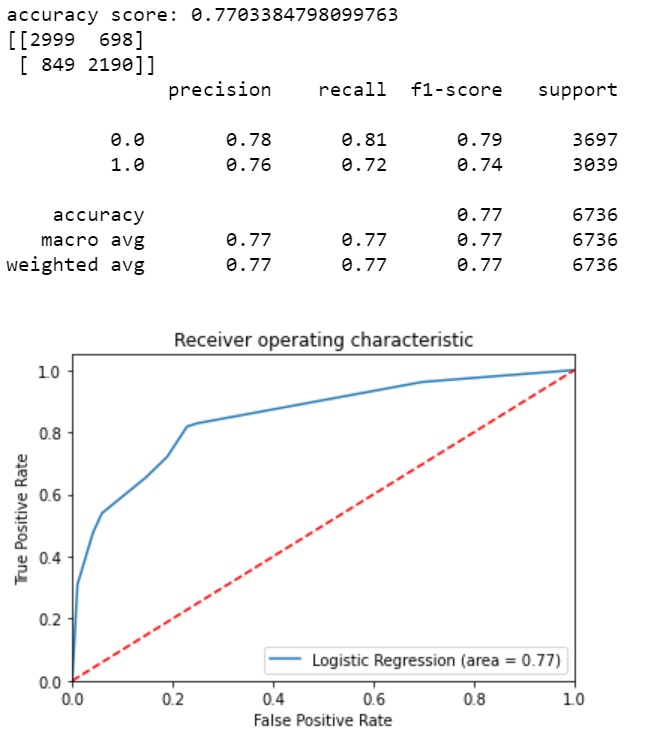 accuracy score: 0.7703384798099763
[[2999  698]
 [ 849 2190]]
              precision    recall  f1-score   support

         0.0       0.78      0.81      0.79      3697
         1.0       0.76      0.72      0.74      3039

    accuracy                           0.77      6736
   macro avg       0.77      0.77      0.77      6736
weighted avg       0.77      0.77      0.77      6736

Receiver operating characteristic
1.0
0.8
0.6
0.4
0.2
0.0
True Positive Rate
Logistic Regression (area = 0.77)
0.0 0.2 0.4 0.6 0.8 1.0
False Positive Rate